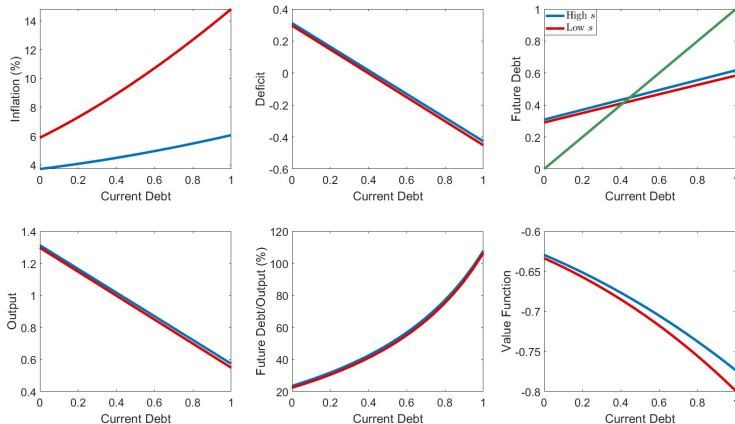 Inflation (%)
14
12
10
8
6
4
0 0.2 0.4 0.6 0.8 1
Current Debt
Deficit
0.4
0.2
0
-0.2
-0.4
-0.6
0 0.2 0.4 0.6 0.8 1
Current Debt
Future Debt
1
0.8
0.6
0.4
0.2
0
High s
Low s
0 0.2 0.4 0.6 0.8 1
Current Debt
Output
1.4
1.2
1
0.8
0.6
0.4
0 0.2 0.4 0.6 0.8 1
Current Debt
Future Debt/Output (%)
120
100
80
60
40
20
0 0.2 0.4 0.6 0.8 1
Current Debt
Value Function
-0.6
-0.65
-0.7
-0.75
-0.8
0 0.2 0.4 0.6 0.8 1
Current Debt